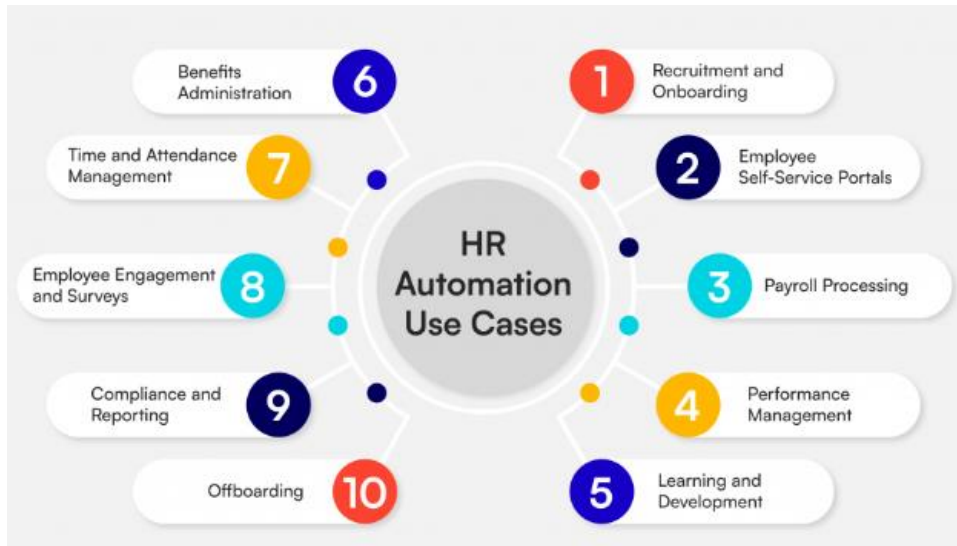 HR
Automation
Use Cases
1
Recruitment and
Onboarding
2
Employee
Self-Service Portals
3
Payroll Processing
4
Performance
Management
5
Learning and
Development
6
Benefits
Administration
7
Time and Attendance
Management
8
Employee Engagement
and Surveys
9
Compliance and
Reporting
10
Offboarding